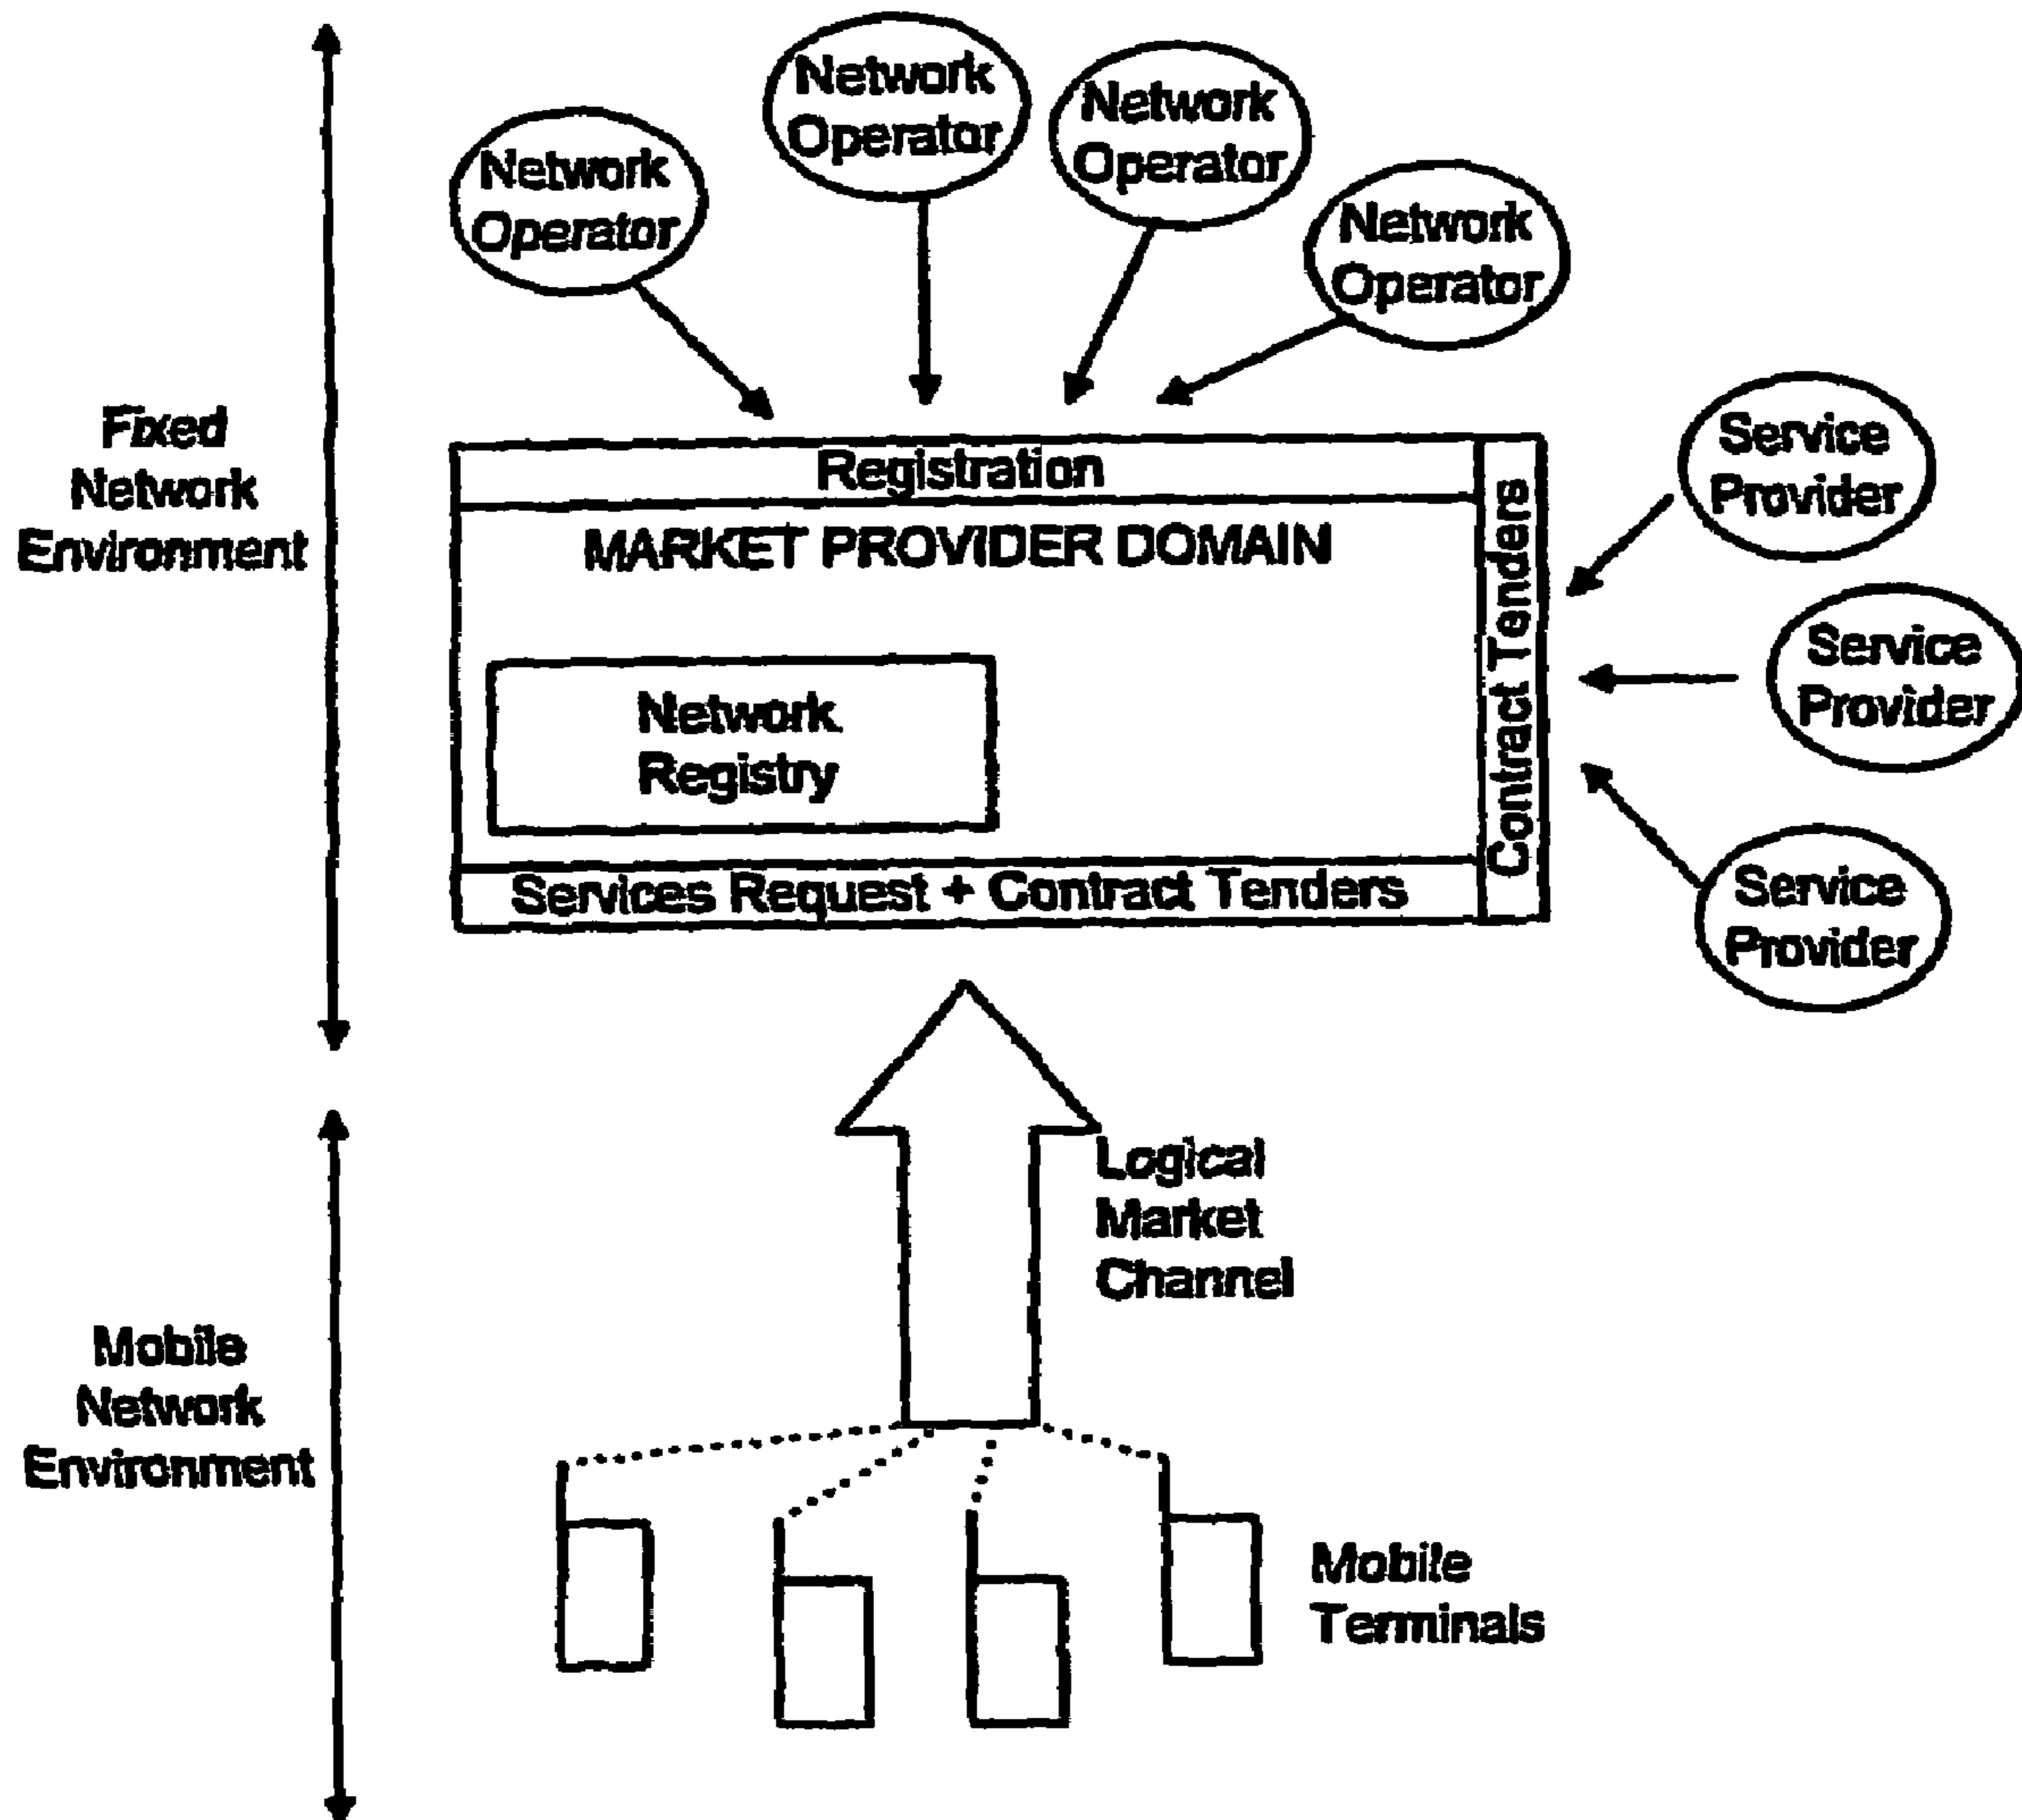 Network
Operator
Network
Operator
Network
Operator
Network
Operator
Fixed
Network
Environment
Service
Provider
Registration
MARKET PROVIDER DOMAIN
Contract Tenders
Service
Provider
Network
Registry
Services Request + Contract Tenders
Service
Provider
Logical
Market
Channel
Mobile
Network
Environment
Mobile
Terminals